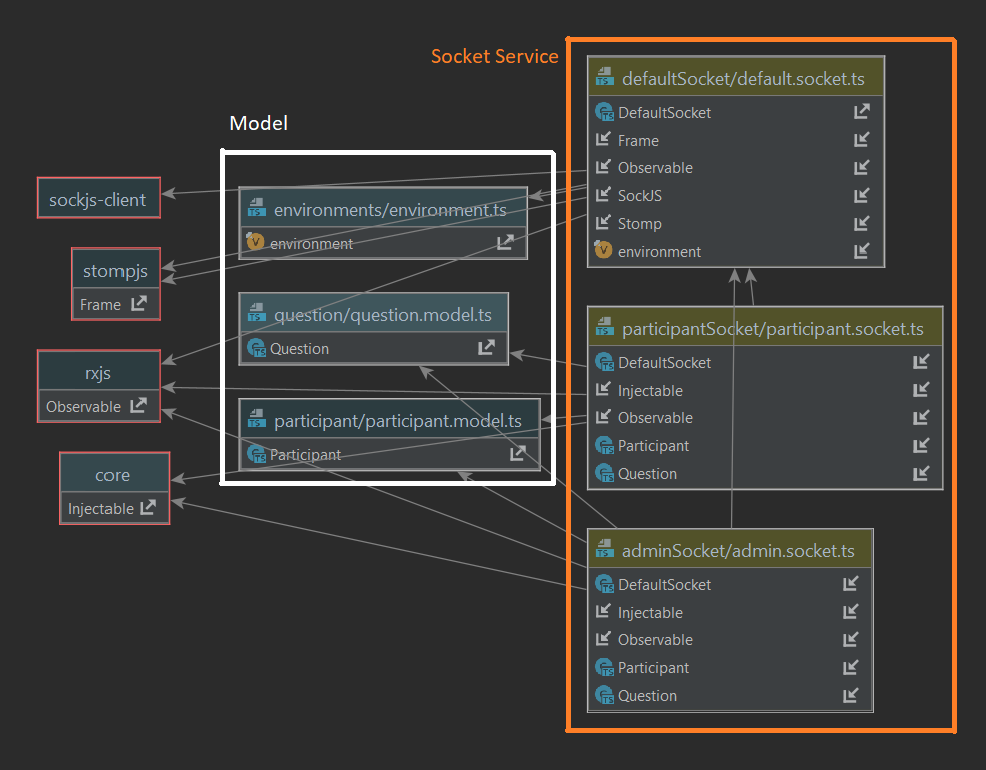 Socket Service
defaultSocket/default.socket.ts
DefaultSocket
Frame
Observable
SockJS
Stomp
environment
Model
sockjs-client
environments/environment.ts
environment
stompjs
Frame
question/question.model.ts
Question
participantSocket/participant.socket.ts
DefaultSocket
Injectable
Observable
Participant
Question
rxjs
Observable
participant/participant.model.ts
Participant
core
Injectable
adminSocket/admin.socket.ts
DefaultSocket
Injectable
Observable
Participant
Question